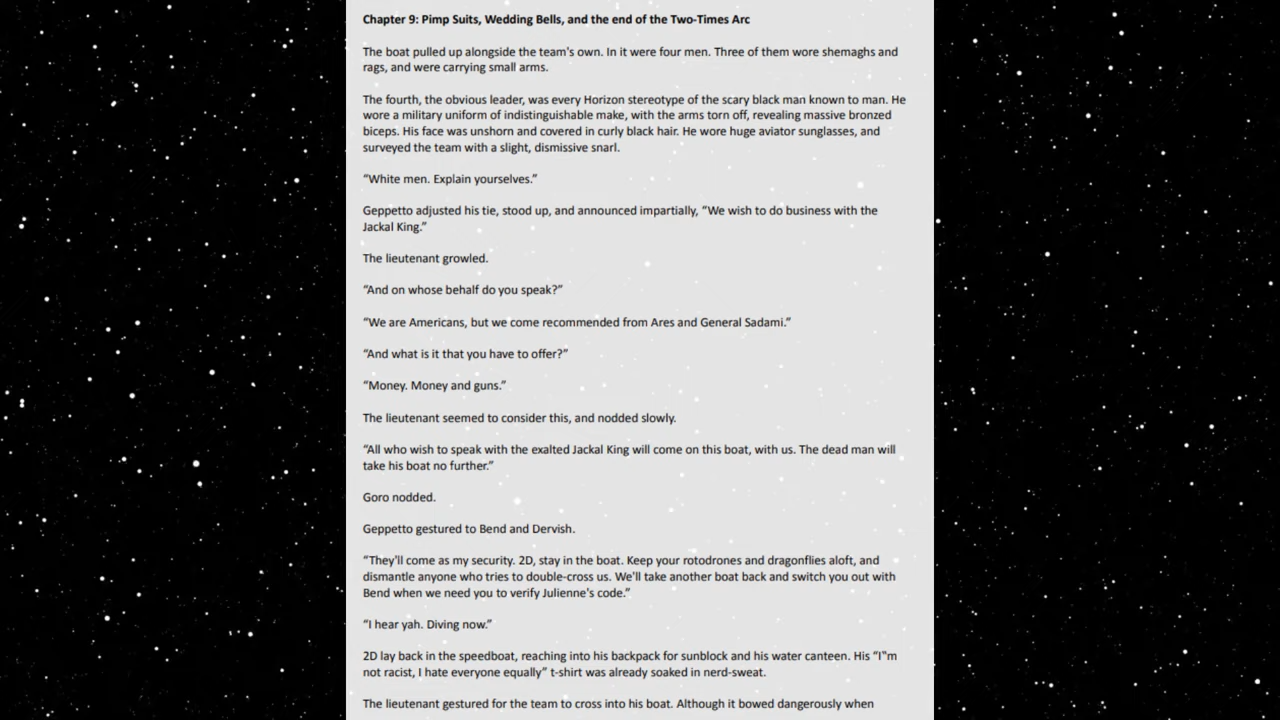 Chapter 9: Pimp Suits, Wedding Bells, and the end of the Two-Times Arc
The boat pulled up alongside the team's own. In it were four men. Three of them wore shemaghs and
rags, and were carrying small arms.
The fourth, the obvious leader, was every Horizon stereotype of the scary black man known to man. He
wore a military uniform of indistinguishable make, with the arms torn off, revealing massive bronzed
biceps. His face was unshorn and covered in curly black hair. He wore huge aviator sunglasses, and
surveyed the team with a slight, dismissive snarl.
“White men. Explain yourselves.”
Geppetto adjusted his tie, stood up, and announced impartially, “We wish to do business with the
Jackal King.”
The lieutenant growled.
“And on whose behalf do you speak?”
“We are Americans, but we come recommended from Ares and General Sadami.”
“And what is it that you have to offer?”
“Money. Money and guns.”
The lieutenant seemed to consider this, and nodded slowly.
“All who wish to speak with the exalted Jackal King will come on this boat, with us. The dead man will
take his boat no further.”
Goro nodded.
Geppetto gestured to Bend and Dervish.
“They'll come as my security. 2D, stay in the boat. Keep your rotodrones and dragonflies aloft, and
dismantle anyone who tries to double-cross us. We'll take another boat back and switch you out with
Bend when we need you to verify Julienne's code.”
“I hear yah. Diving now.”
2D lay back in the speedboat, reaching into his backpack for sunblock and his water canteen. His “I‟m
not racist, I hate everyone equally” t-shirt was already soaked in nerd-sweat.
The lieutenant gestured for the team to cross into his boat. Although it bowed dangerously when